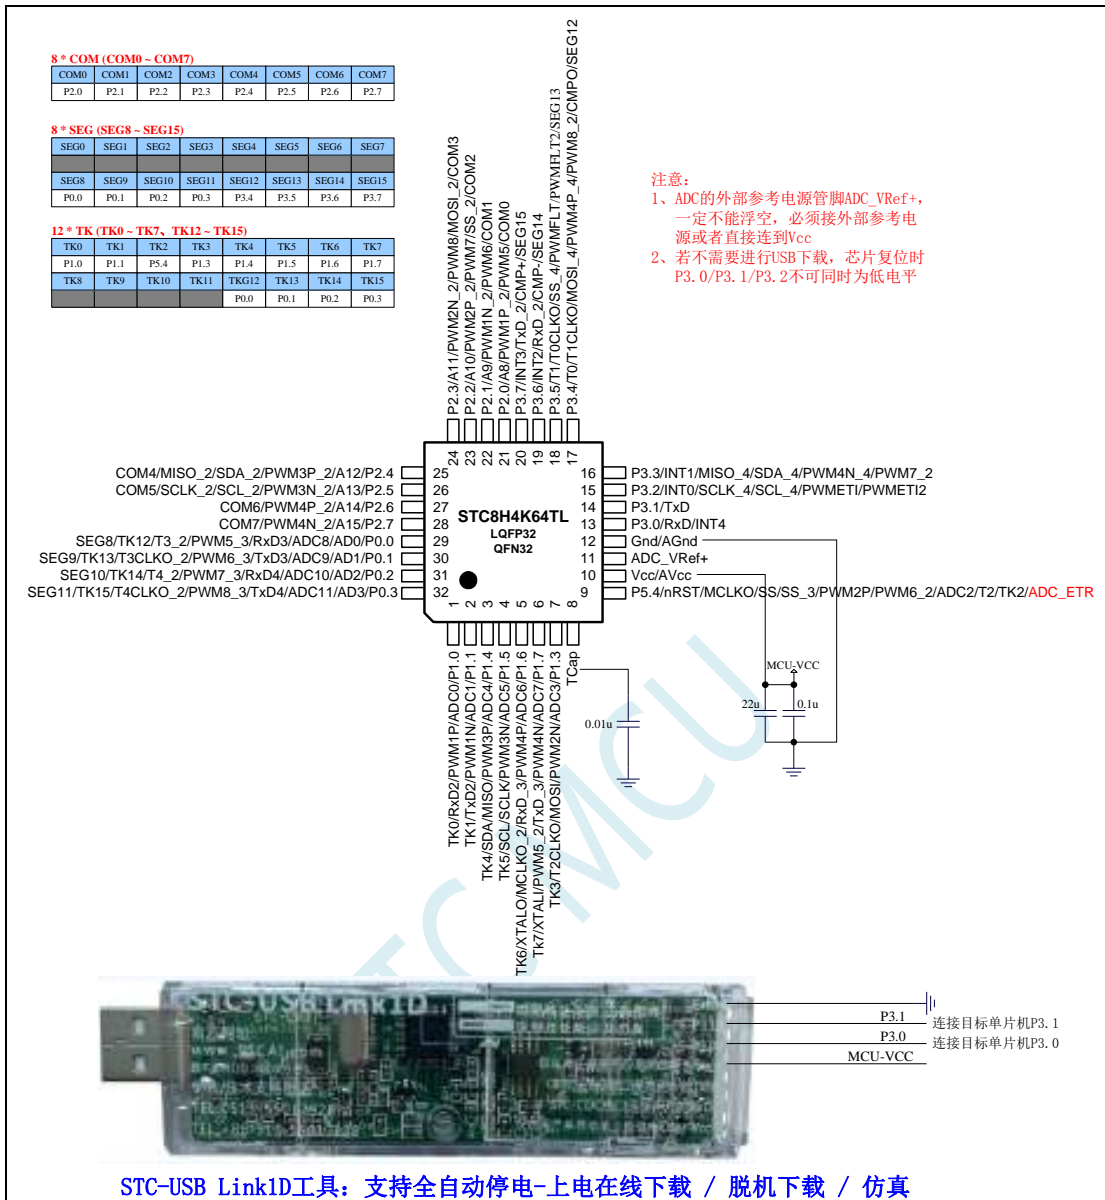 8 * COM (COM0 ~ COM7)
COM0 COM1 COM2 COM3 COM4 COM5 COM6 COM7
P2.0 P2.1 P2.2 P2.3 P2.4 P2.5 P2.6 P2.7
8 * SEG (SEG8 ~ SEG15)
SEG0 SEG1 SEG2 SEG3 SEG4 SEG5 SEG6 SEG7
SEG8 SEG9 SEG10 SEG11 SEG12 SEG13 SEG14 SEG15
P0.0 P0.1 P0.2 P0.3 P3.4 P3.5 P3.6 P3.7
12 * TK (TK0 ~ TK7、TK12 ~ TK15)
TK0 TK1 TK2 TK3 TK4 TK5 TK6 TK7
P1.0 P1.1 P5.4 P1.3 P1.4 P1.5 P1.6 P1.7
TK8 TK9 TK10 TK11 TKG12 TK13 TK14 TK15
P0.0 P0.1 P0.2 P0.3
注意：
1、ADC的外部参考电源管脚ADC_VRef+，
一定不能浮空，必须接外部参考电
源或者直接连到Vcc
2、若不需要进行USB下载，芯片复位时
P3.0/P3.1/P3.2不可同时为低电平
P2.3/A11/PWM2N_2/PWM8/MOSI_2/COM3
P2.2/A10/PWM2P_2/PWM7/SS_2/COM2
P2.1/A9/PWM1N_2/PWM6/COM1
P2.0/A8/PWM1P_2/PWM5/COM0
P3.7/INT3/TxD_2/CMP+/SEG15
P3.6/INT2/RxD_2/CMP-/SEG14
P3.5/T1/T0CLKO/SS_4/PWMFLT/PWMFLT2/SEG13
P3.4/T0/T1CLKO/MOSI_4/PWM4P_4/PWM8_2/CMPO/SEG12
24 23 22 21 20 19 18 17
COM4/MISO_2/SDA_2/PWM3P_2/A12/P2.4 25
COM5/SCLK_2/SCL_2/PWM3N_2/A13/P2.5 26
COM6/PWM4P_2/A14/P2.6 27
COM7/PWM4N_2/A15/P2.7 28
SEG8/TK12/T3_2/PWM5_3/RxD3/ADC8/AD0/P0.0 29
SEG9/TK13/T3CLKO_2/PWM6_3/TxD3/ADC9/AD1/P0.1 30
SEG10/TK14/T4_2/PWM7_3/RxD4/ADC10/AD2/P0.2 31
SEG11/TK15/T4CLKO_2/PWM8_3/TxD4/ADC11/AD3/P0.3 32
STC8H4K64TL
LQFP32
QFN32
16 P3.3/INT1/MISO_4/SDA_4/PWM4N_4/PWM7_2
15 P3.2/INT0/SCLK_4/SCL_4/PWMETI/PWMETI2
14 P3.1/TxD
13 P3.0/RxD/INT4
12 Gnd/AGnd
11 ADC_VRef+
10 Vcc/AVcc
9 P5.4/nRST/MCLKO/SS/SS_3/PWM2P/PWM6_2/ADC2/T2/TK2/ADC_ETR
1 2 3 4 5 6 7 8
TK0/RxD2/PWM1P/ADC0/P1.0
TK1/TxD2/PWM1N/ADC1/P1.1
TK4/SDA/MISO/PWM3P/ADC4/P1.4
TK5/SCL/SCLK/PWM3N/ADC5/P1.5
TK6/XTALO/MCLKO_2/RxD_3/PWM4P/ADC6/P1.6
Tk7/XTALI/PWM5_2/TxD_3/PWM4N/ADC7/P1.7
TK3/T2CLKO/MOSI/PWM2N/ADC3/P1.3
TCap
MCU-VCC
22u 0.1u
0.01u
STC MCU
STC-USB Link1D
P3.1 连接目标单片机P3.1
P3.0 连接目标单片机P3.0
MCU-VCC
STC-USB Link1D工具：支持全自动停电-上电在线下载 / 脱机下载 / 仿真